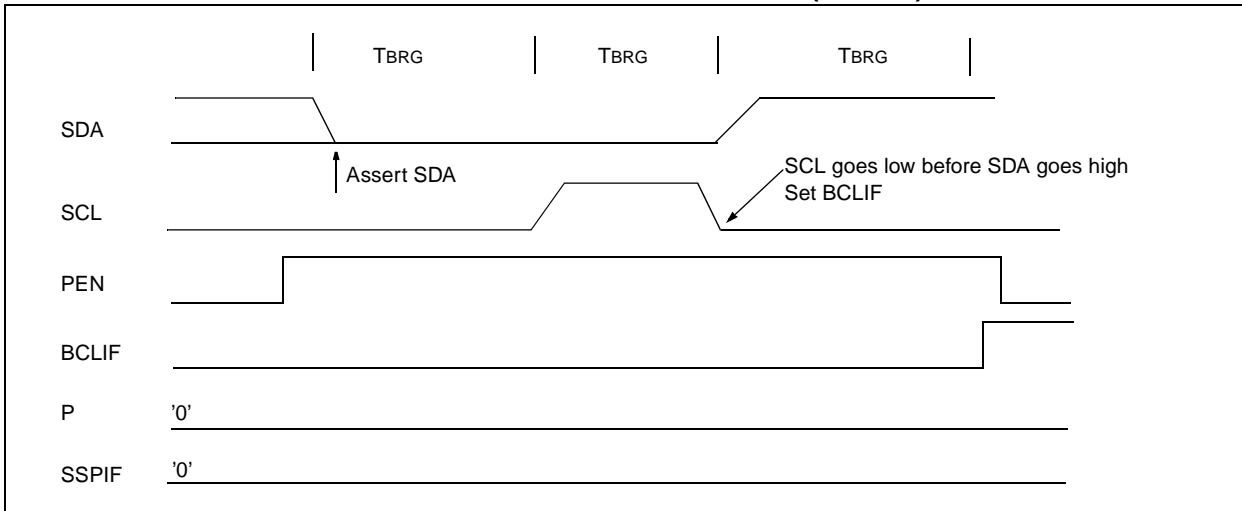 TBRG TBRG TBRG
SDA
Assert SDA
SCL goes low before SDA goes high
Set BCLIF
SCL
PEN
BCLIF
P '0'
SSPIF '0'